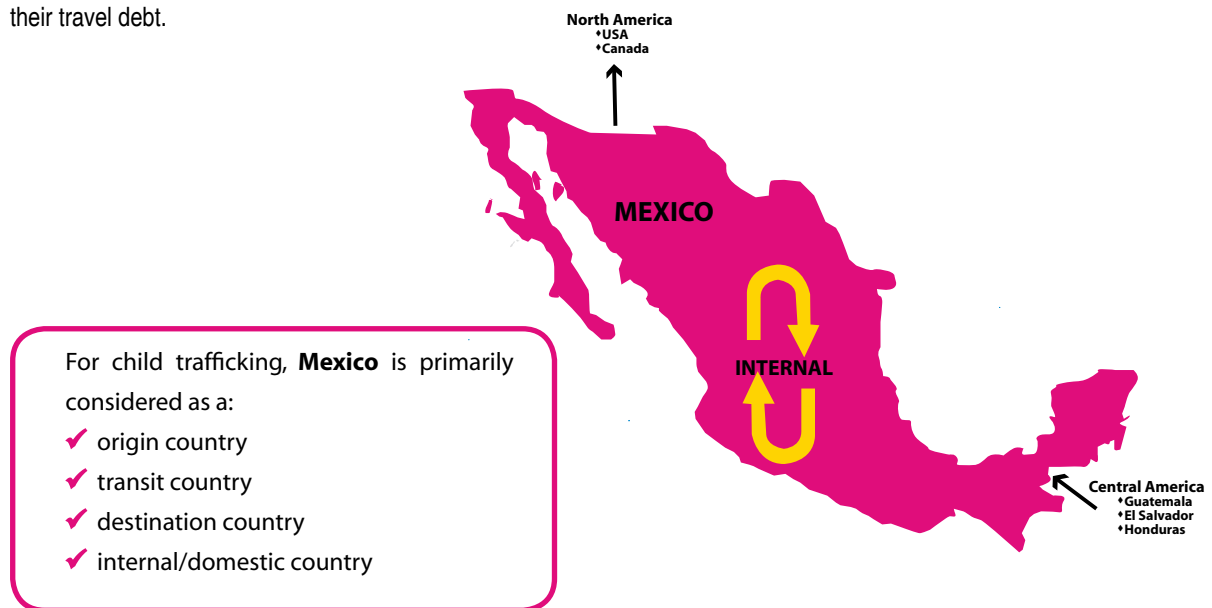 their travel debt.
North America
♦USA
♦Canada
MEXICO
INTERNAL
For child trafficking, Mexico is primarily
considered as a:
✓ origin country
✓ transit country
✓ destination country
✓ internal/domestic country
Central America
♦Guatemala
♦El Salvador
♦Honduras